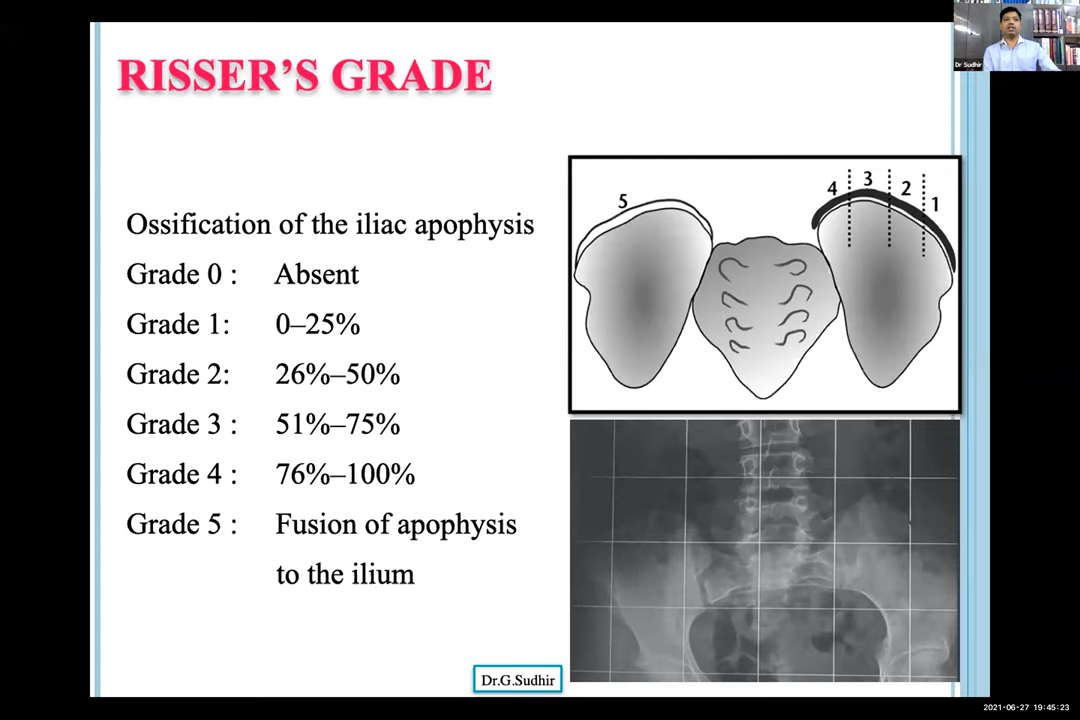 RISSER'S GRADE
Dr Sudhir
Ossification of the iliac apophysis
Grade 0 : Absent
Grade 1: 0–25%
Grade 2: 26%–50%
Grade 3 : 51%–75%
Grade 4 : 76%–100%
Grade 5 : Fusion of apophysis
to the ilium
5
4 3 2 1
Dr.G.Sudhir
2021-06-27 19:45:23